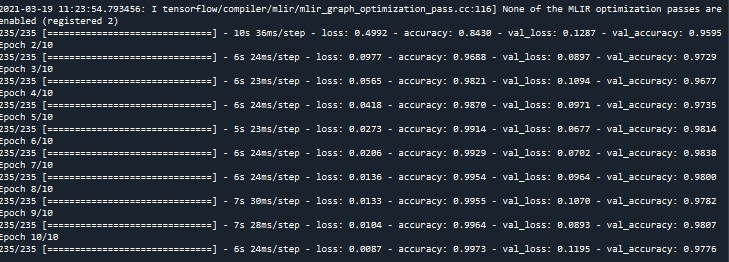 2021-03-19 11:23:54.793456: I tensorflow/compiler/mlir/mlir_graph_optimization_pass.cc:116] None of the MLIR optimization passes are
enabled (registered 2)
235/235 [==============================] - 10s 36ms/step - loss: 0.4992 - accuracy: 0.8430 - val_loss: 0.1287 - val_accuracy: 0.9595
Epoch 2/10
235/235 [==============================] - 6s 24ms/step - loss: 0.0977 - accuracy: 0.9688 - val_loss: 0.0897 - val_accuracy: 0.9729
Epoch 3/10
235/235 [==============================] - 6s 23ms/step - loss: 0.0565 - accuracy: 0.9821 - val_loss: 0.1094 - val_accuracy: 0.9677
Epoch 4/10
235/235 [==============================] - 6s 24ms/step - loss: 0.0418 - accuracy: 0.9870 - val_loss: 0.0971 - val_accuracy: 0.9735
Epoch 5/10
235/235 [==============================] - 5s 23ms/step - loss: 0.0273 - accuracy: 0.9914 - val_loss: 0.0677 - val_accuracy: 0.9814
Epoch 6/10
235/235 [==============================] - 6s 24ms/step - loss: 0.0206 - accuracy: 0.9929 - val_loss: 0.0702 - val_accuracy: 0.9838
Epoch 7/10
235/235 [==============================] - 6s 24ms/step - loss: 0.0136 - accuracy: 0.9954 - val_loss: 0.0964 - val_accuracy: 0.9800
Epoch 8/10
235/235 [==============================] - 7s 30ms/step - loss: 0.0133 - accuracy: 0.9955 - val_loss: 0.1070 - val_accuracy: 0.9782
Epoch 9/10
235/235 [==============================] - 7s 28ms/step - loss: 0.0104 - accuracy: 0.9964 - val_loss: 0.0893 - val_accuracy: 0.9807
Epoch 10/10
235/235 [==============================] - 6s 24ms/step - loss: 0.0087 - accuracy: 0.9973 - val_loss: 0.1195 - val_accuracy: 0.9776